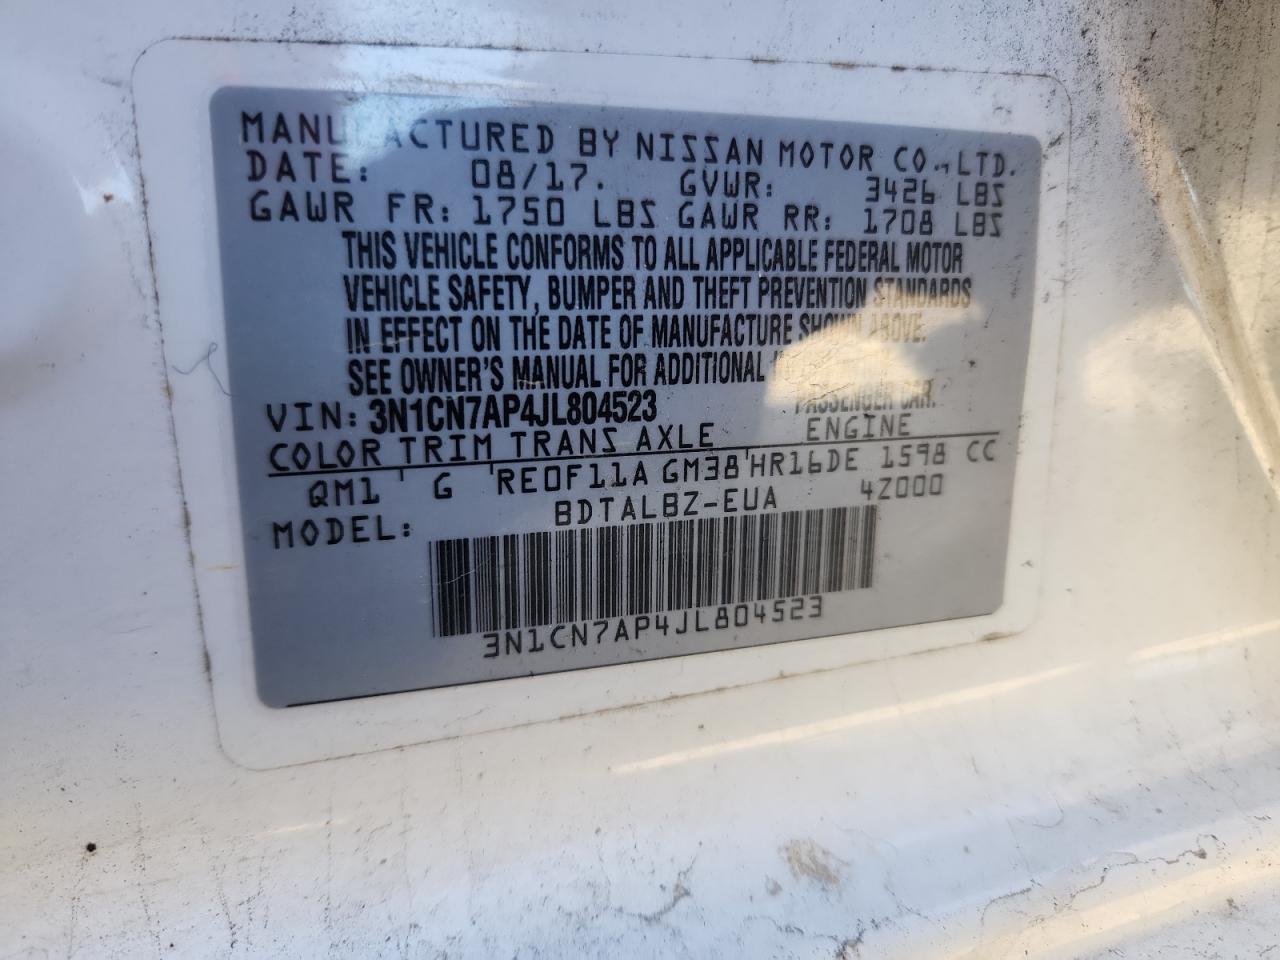 MANUFACTURED BY NISSAN MOTOR CO., LTD.
DATE: 08/17. GVWR: 3426 LBS
GAWR FR: 1750 LBS GAWR RR: 1708 LBS
THIS VEHICLE CONFORMS TO ALL APPLICABLE FEDERAL MOTOR
VEHICLE SAFETY, BUMPER AND THEFT PREVENTION STANDARDS
IN EFFECT ON THE DATE OF MANUFACTURE SHOWN ABOVE.
SEE OWNER'S MANUAL FOR ADDITIONAL
VIN: 3N1CN7AP4JL804523 PASSENGER CAR.
COLOR TRIM TRANS AXLE ENGINE
QM1 ' G ' RE0F11A GM38 ' HR16DE 1598 CC
MODEL: BDTALBZ-EUA 4Z000
3N1CN7AP4JL804523